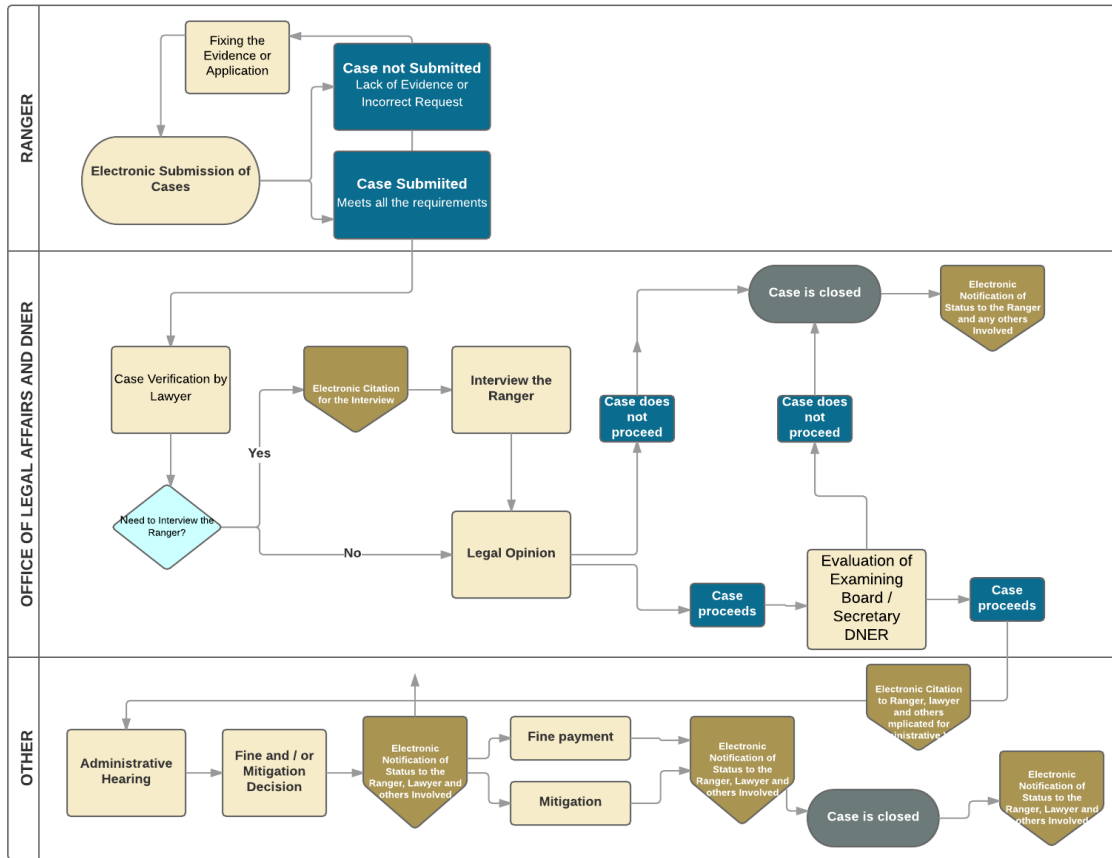 RANGER
Fixing the
Evidence or
Application
Case not Submitted
Lack of Evidence or
Incorrect Request
Electronic Submission of
Cases
Case Submiited
Meets all the requirements
OFFICE OF LEGAL AFFAIRS AND DNER
Case is closed
Electronic
Notification of
Status to the Ranger
and any others
Involved
Case Verification by
Lawyer
Electronic Citation
for the Interview
Interview the
Ranger
Case does
not
proceed
Case does
not
proceed
Yes
Need to Interview the
Ranger?
No
Legal Opinion
Case
proceeds
Evaluation of
Examining
Board /
Secretary
DNER
Case
proceeds
OTHER
Electronic Citation
to Ranger, lawyer
and others
mplicated for
Administrative
Administrative
Hearing
Fine and / or
Mitigation
Decision
Electronic
Notification of
Status to the
Ranger, Lawyer and
others Involved
Fine payment
Mitigation
Electronic
Notification of
Status to the
Ranger, Lawyer and
others Involved
Case is closed
Electronic
Notification of
Status to the
Ranger, Lawyer and
others Involved